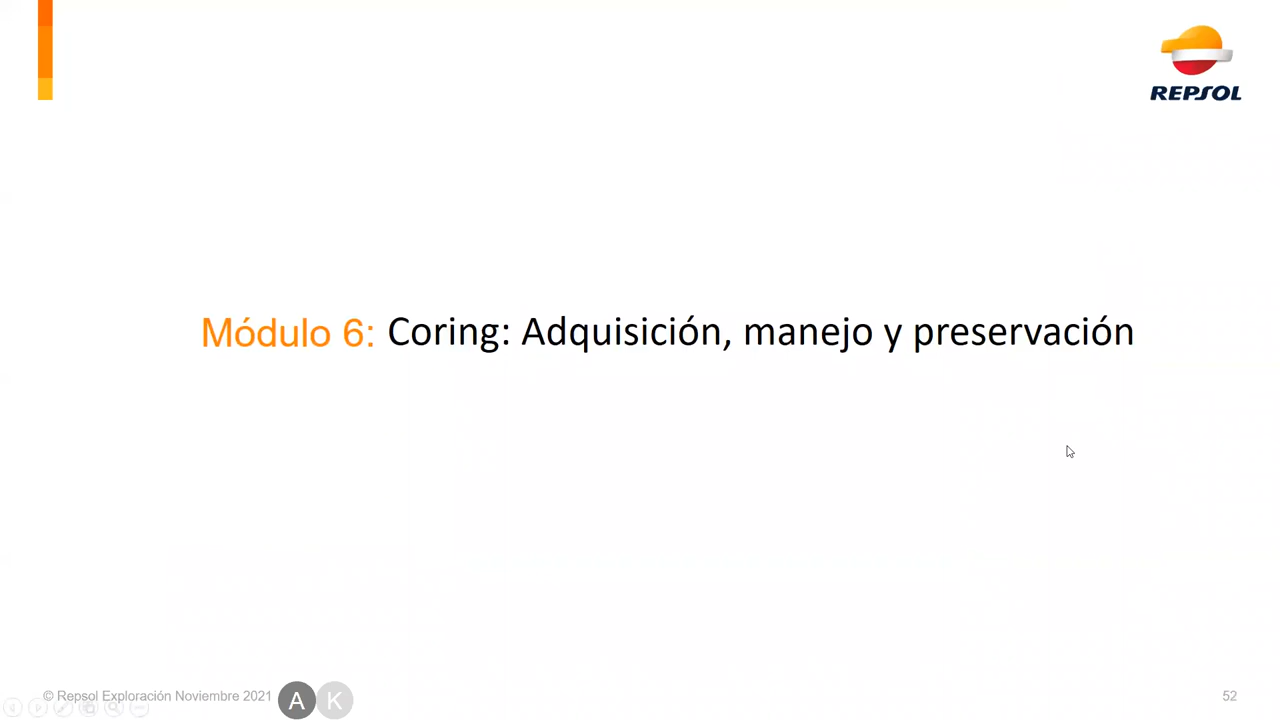 REPSOL
Módulo 6: Coring: Adquisición, manejo y preservación
© Repsol Exploración Noviembre 2021
A
K
52